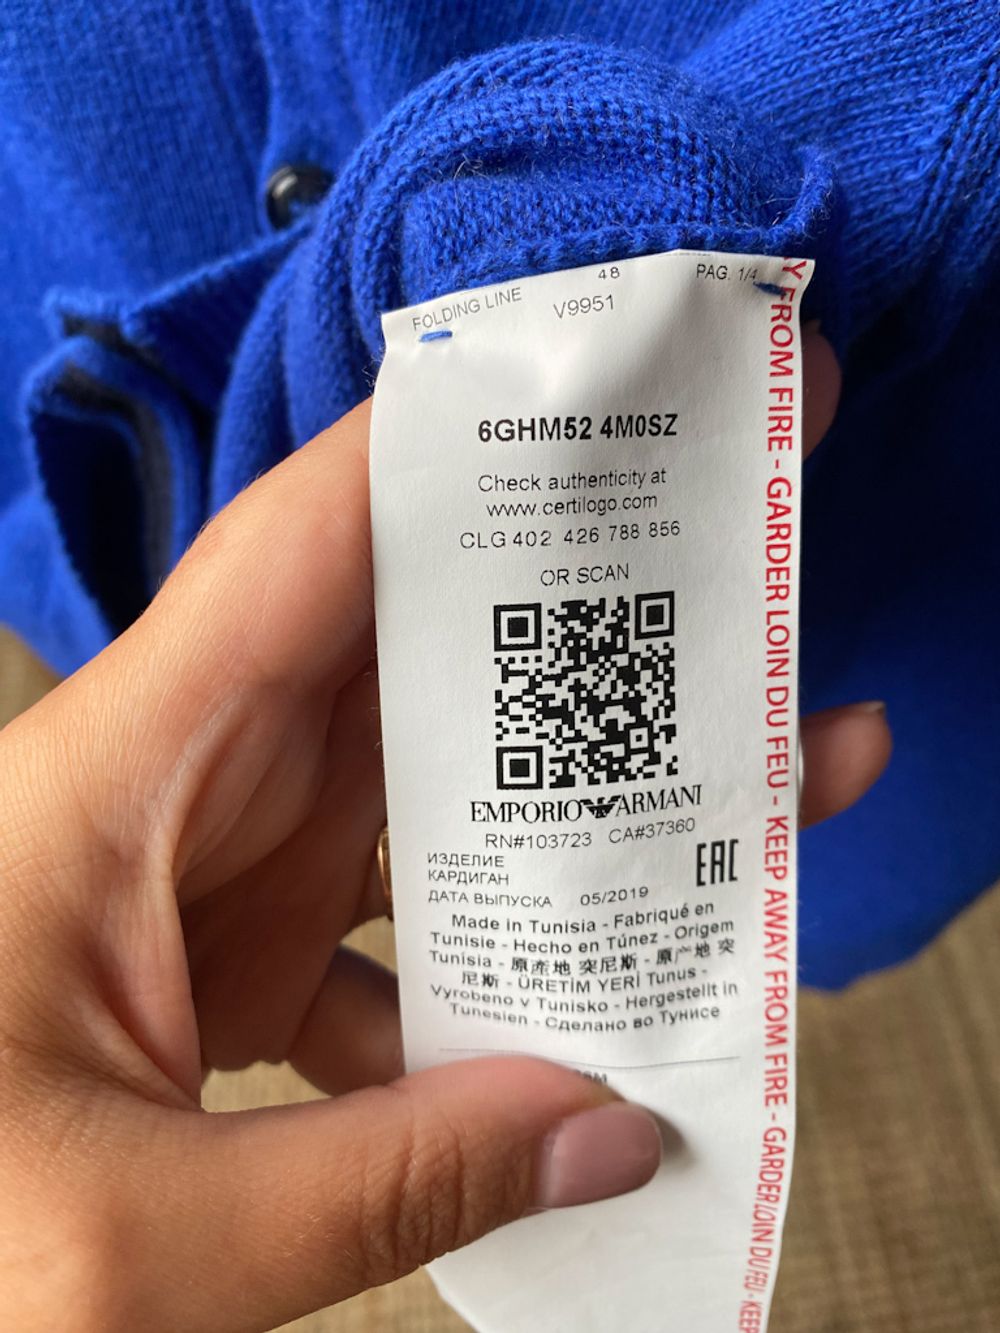 48
PAG. 1/4
FOLDING LINE
V9951
6GHM52 4M0SZ
Check authenticity at
www.certilogo.com
CLG 402 426 788 856
OR SCAN
EMPORIO ARMANI
RN#103723 CA#37360
ИЗДЕЛИЕ
КАРДИГАН
EAC
ДАТА ВЫПУСКА 05/2019
Made in Tunisia - Fabriqué en
Tunisie - Hecho en Túnez - Origem
Tunísia - 原産地 突尼斯 - 原产地 突
尼斯 - ÜRETİM YERİ Tunus -
Vyrobeno v Tunisko - Hergestellt in
Tunesien - Сделано во Тунисе
Y FROM FIRE - GARDER LOIN DU FEU - KEEP AWAY FROM FIRE - GARDER LOIN DU FEU - KEEP